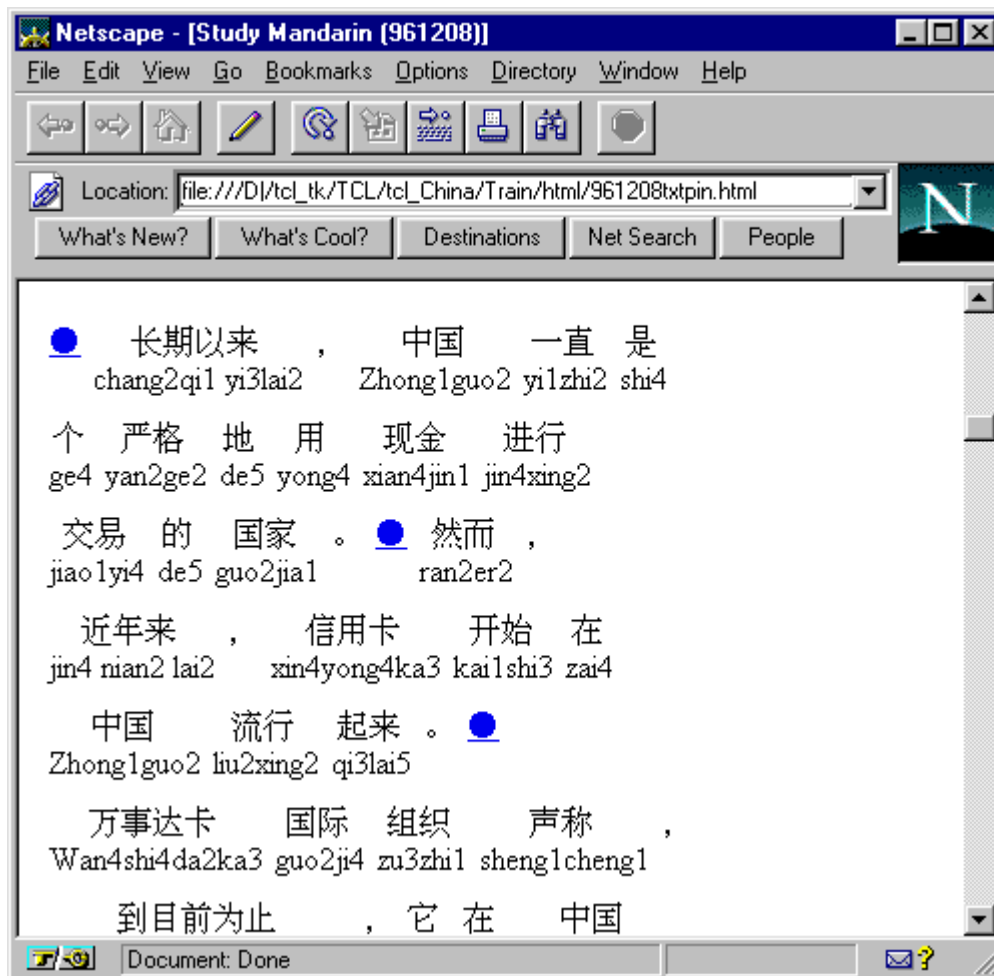 Netscape - [Study Mandarin (961208)]
File Edit View Go Bookmarks Options Directory Window Help
Location: file:///D|/tcl_tk/TCL/tcl_China/Train/html/961208txtpin.html
N
What's New? What's Cool? Destinations Net Search People
长期以来 , 中国 一直 是
chang2qi1 yi3lai2 Zhong1guo2 yi1zhi2 shi4
个 严格 地 用 现金 进行
ge4 yan2ge2 de5 yong4 xian4jin1 jin4xing2
交易 的 国家 。 然而 ,
jiao1yi4 de5 guo2jia1 ran2er2
近年来 , 信用卡 开始 在
jin4 nian2 lai2 xin4yong4ka3 kai1shi3 zai4
中国 流行 起来 。
Zhong1guo2 liu2xing2 qi3lai5
万事达卡 国际 组织 声称 ,
Wan4shi4da2ka3 guo2ji4 zu3zhi1 sheng1cheng1
到目前为止 , 它 在 中国
Document: Done